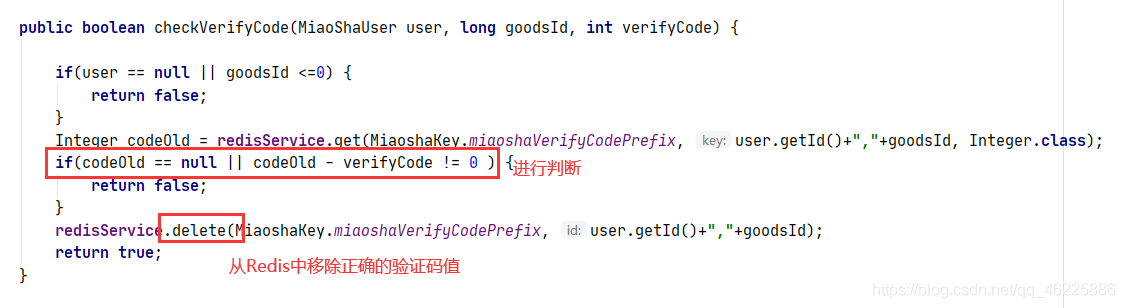 public boolean checkVerifyCode(MiaoShaUser user, long goodsId, int verifyCode) {
if(user == null || goodsId <=0) {
return false;
}
Integer codeOld = redisService.get(MiaoshaKey.miaoshaVerifyCodePrefix, key: user.getId()+","+goodsId, Integer.class);
if(codeOld == null || codeOld - verifyCode != 0 ) { 进行判断
return false;
}
redisService.delete(MiaoshaKey.miaoshaVerifyCodePrefix, id: user.getId()+","+goodsId);
return true;
从Redis中移除正确的验证码值
}
https://blog.csdn.net/qq_46225886